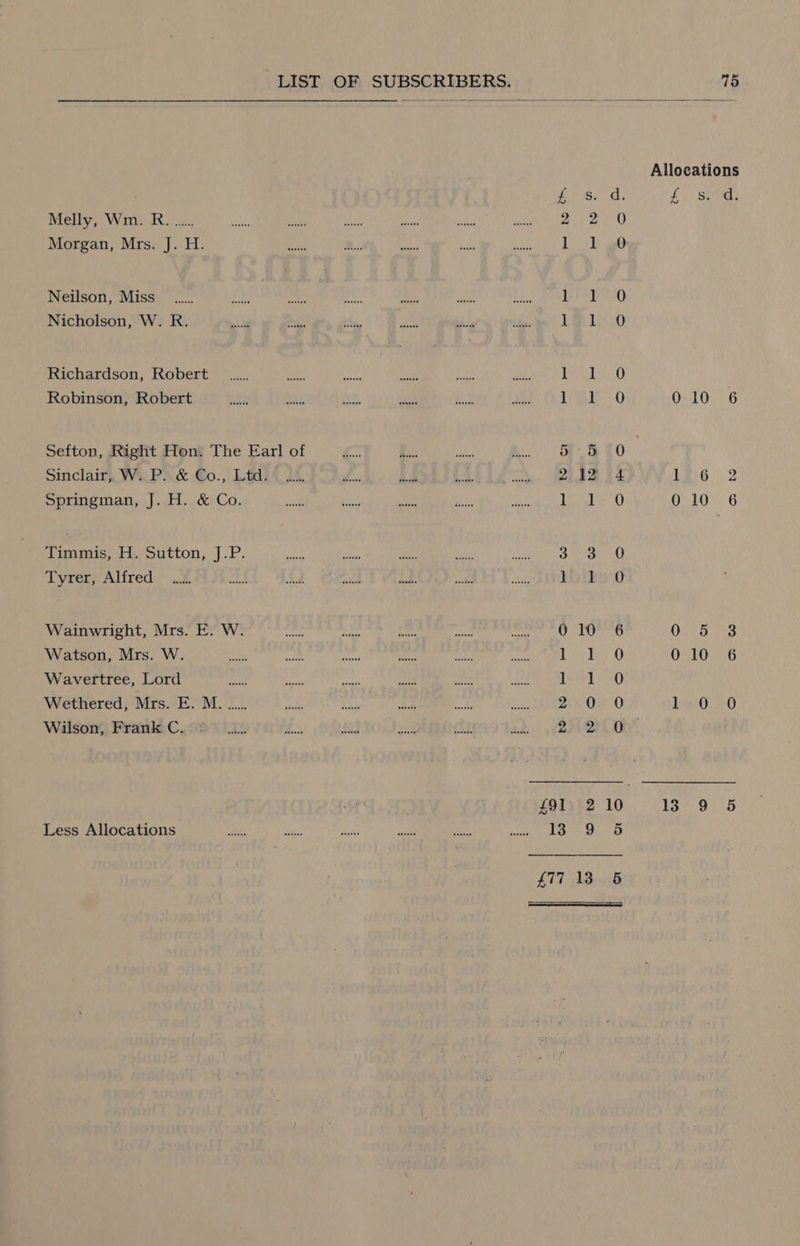 LIST OF SUBSCRIBERS. 75
Allocations
£ s. d. £ s. d.
Melly, Wm. R. ...... 2 2 0
Morgan, Mrs. J. H. 1 1 0
Neilson, Miss ...... 1 1 0
Nicholson, W. R. 1 1 0
Richardson, Robert ...... 1 1 0
Robinson, Robert 1 1 0 0 10 6
Sefton, Right Hon. The Earl of 5 5 0
Sinclair, W. P. & Co., Ltd. ...... 2 12 4 1 6 2
Springman, J. H. & Co. 1 1 0 0 10 6
Timmis, H. Sutton, J.P. 3 3 0
Tyrer, Alfred ...... 1 1 0
Wainwright, Mrs. E. W. 0 10 6 0 5 3
Watson, Mrs. W. 1 1 0 0 10 6
Wavertree, Lord 1 1 0
Wethered, Mrs. E. M. ...... 2 0 0 1 0 0
Wilson, Frank C. ...... 2 2 0
£91 2 10 13 9 5
Less Allocations 13 9 5
£77 13 5